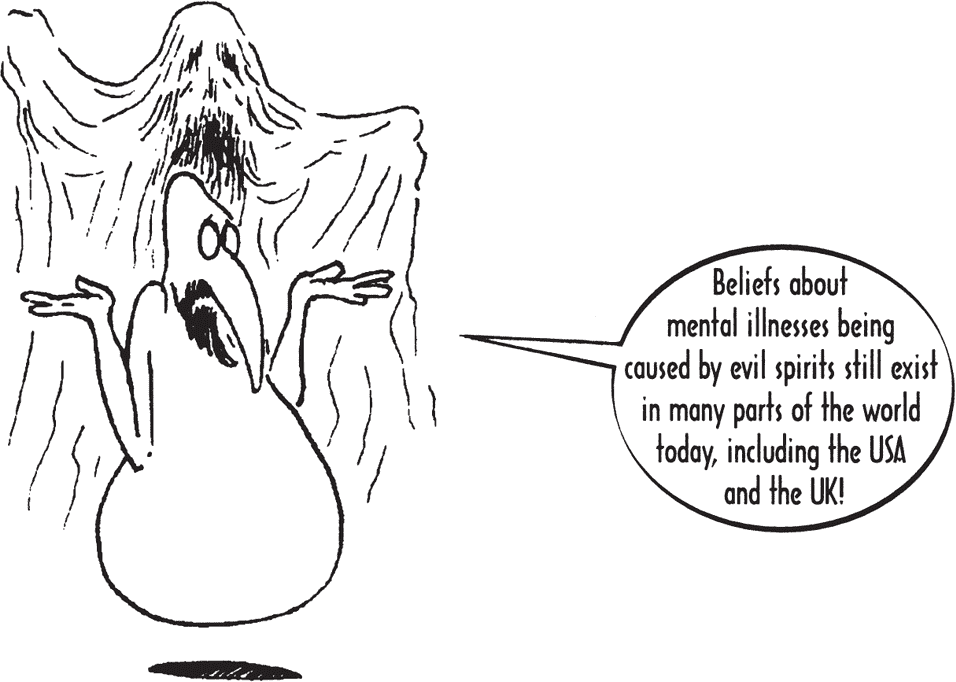 Beliefs about
mental illnesses being
caused by evil spirits still exist
in many parts of the world
today, including the USA
and the UK!